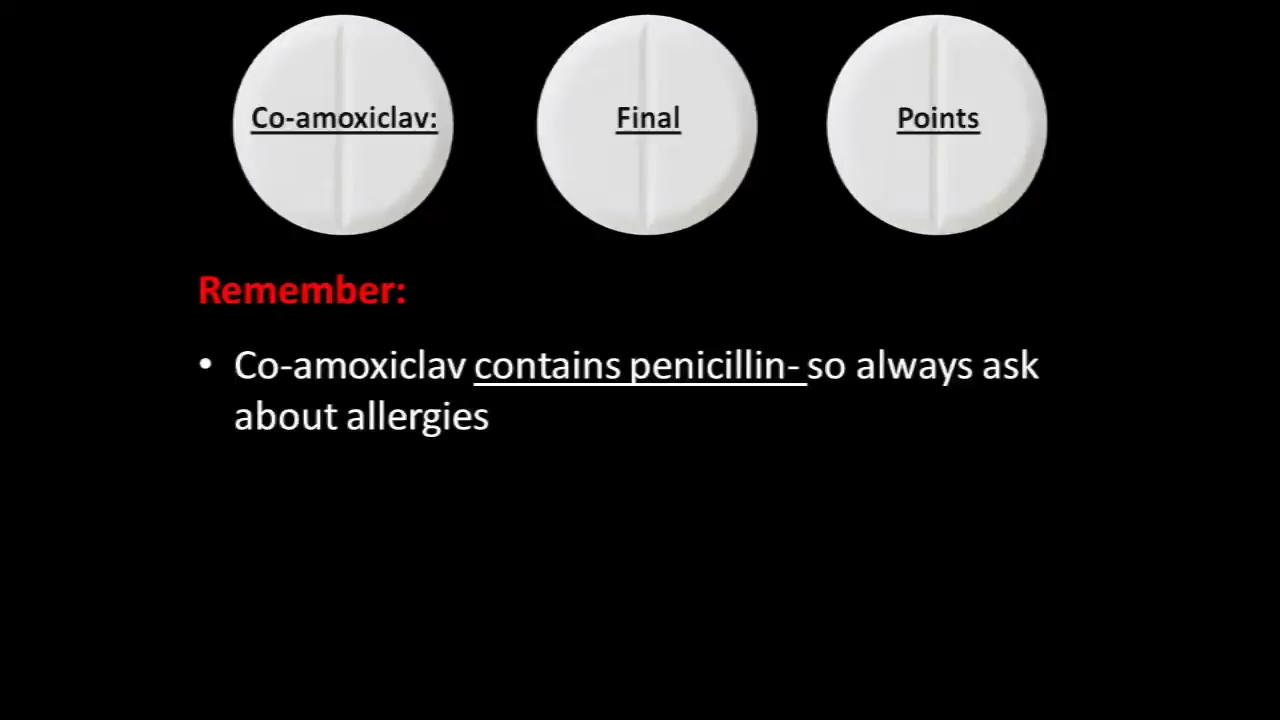 Co-amoxiclav: Final Points
Remember:
• Co-amoxiclav contains penicillin- so always ask
about allergies